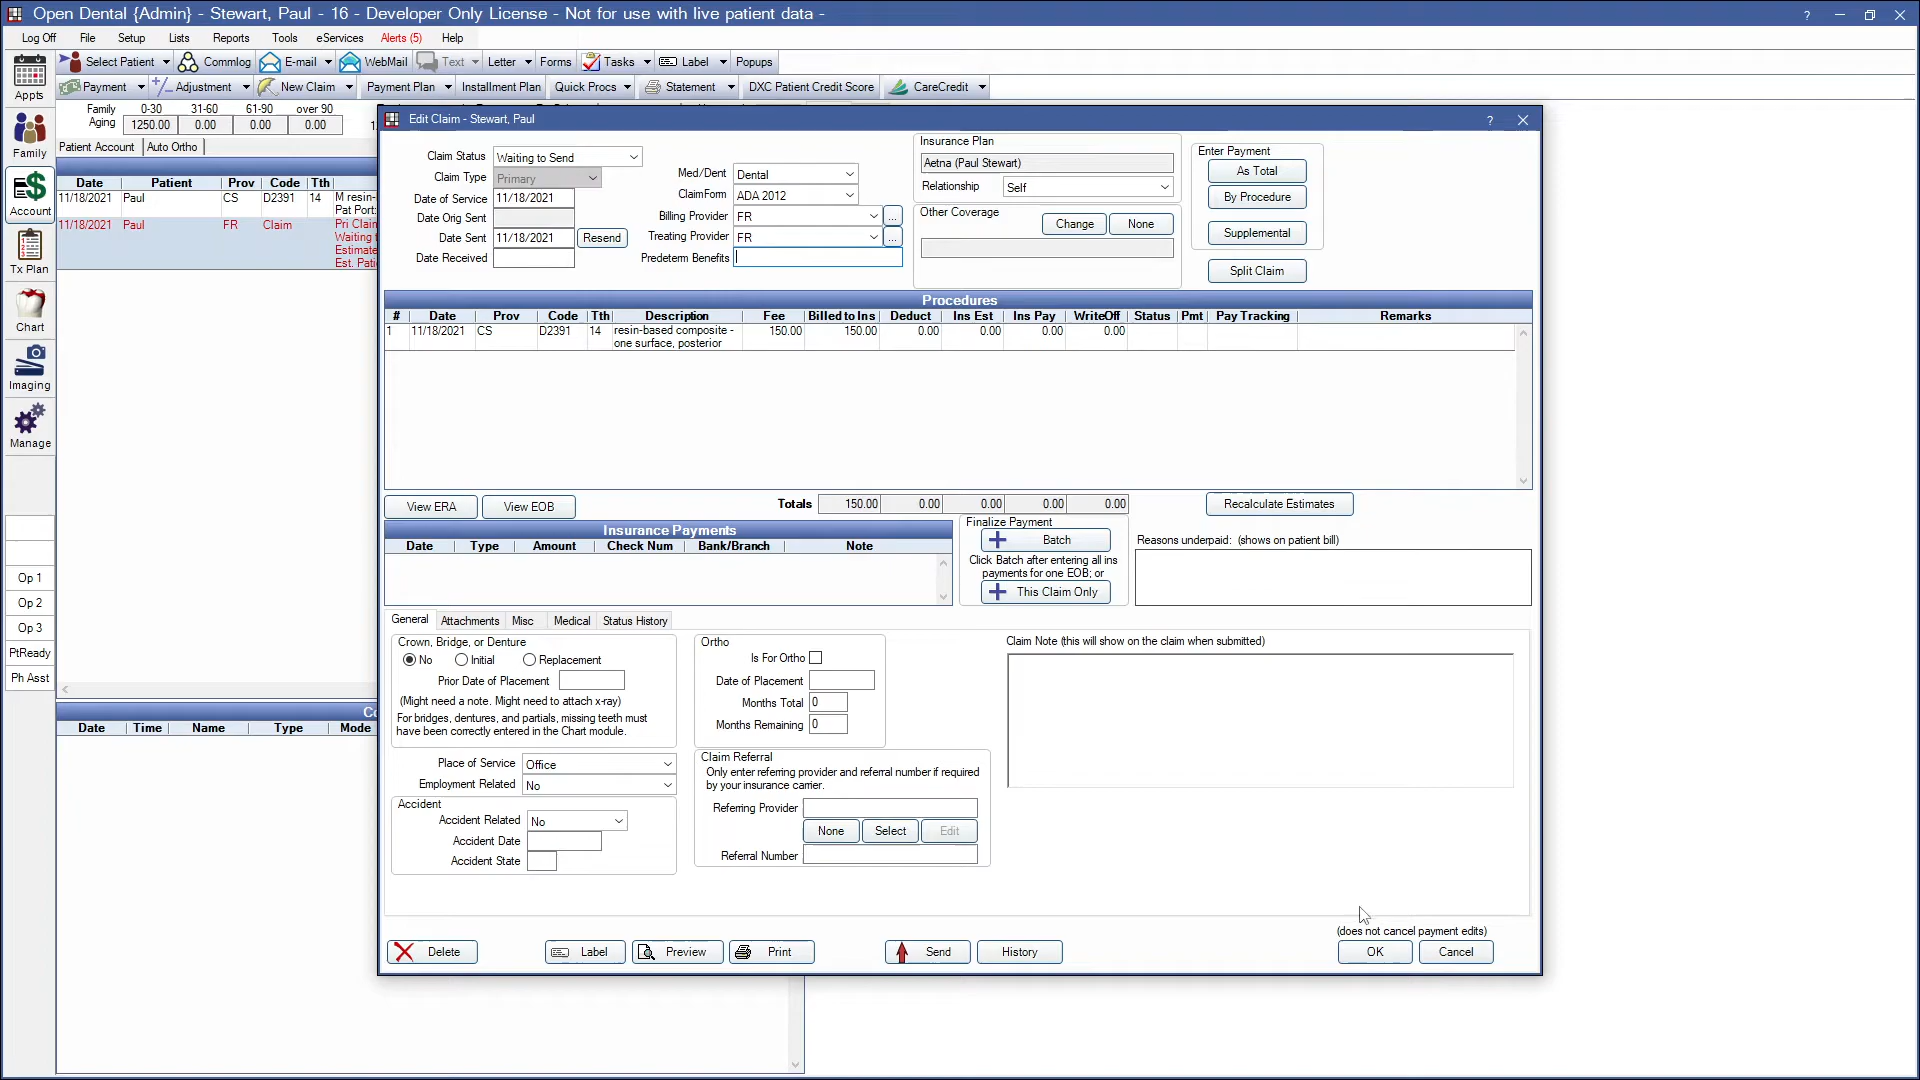 Open Dental {Admin} - Stewart, Paul - 16 - Developer Only License - Not for use with live patient data -
Log Off File Setup Lists Reports Tools eServices Alerts (5) Help
Select Patient Commlog E-mail WebMail Text Letter Forms Tasks Label Popups
Payment Adjustment New Claim Payment Plan Installment Plan Quick Procs Statement DXC Patient Credit Score CareCredit
Appts
Family
Account
Tx Plan
Chart
Imaging
Manage
Op 1
Op 2
Op 3
PtReady
Ph Asst
Family Aging
0-30 31-60 61-90 over 90
1250.00 0.00 0.00 0.00
Patient Account Auto Ortho
Date Patient Prov Code Tth
11/18/2021 Paul CS D2391 14 M resin-
Pat Port:
11/18/2021 Paul FR Claim Pri Claim
Waiting t
Estimate
Est. Pati
Date Time Name Type Mode
Edit Claim - Stewart, Paul
Claim Status Waiting to Send
Claim Type Primary
Date of Service 11/18/2021
Date Orig Sent
Date Sent 11/18/2021 Resend
Date Received
Med/Dent Dental
ClaimForm ADA 2012
Billing Provider FR ...
Treating Provider FR ...
Predeterm Benefits
Insurance Plan
Aetna (Paul Stewart)
Relationship Self
Other Coverage Change None
Enter Payment
As Total
By Procedure
Supplemental
Split Claim
Procedures
# Date Prov Code Tth Description Fee Billed to Ins Deduct Ins Est Ins Pay WriteOff Status Pmt Pay Tracking Remarks
1 11/18/2021 CS D2391 14 resin-based composite - 150.00 150.00 0.00 0.00 0.00 0.00
one surface, posterior
View ERA View EOB Totals 150.00 0.00 0.00 0.00 0.00 Recalculate Estimates
Insurance Payments
Date Type Amount Check Num Bank/Branch Note
Finalize Payment
Batch
Click Batch after entering all ins
payments for one EOB; or
This Claim Only
Reasons underpaid: (shows on patient bill)
General Attachments Misc Medical Status History
Crown, Bridge, or Denture
No Initial Replacement
Prior Date of Placement
(Might need a note. Might need to attach x-ray)
For bridges, dentures, and partials, missing teeth must
have been correctly entered in the Chart module.
Place of Service Office
Employment Related No
Accident
Accident Related No
Accident Date
Accident State
Ortho
Is For Ortho
Date of Placement
Months Total 0
Months Remaining 0
Claim Referral
Only enter referring provider and referral number if required
by your insurance carrier.
Referring Provider
None Select Edit
Referral Number
Claim Note (this will show on the claim when submitted)
(does not cancel payment edits)
Delete Label Preview Print Send History OK Cancel